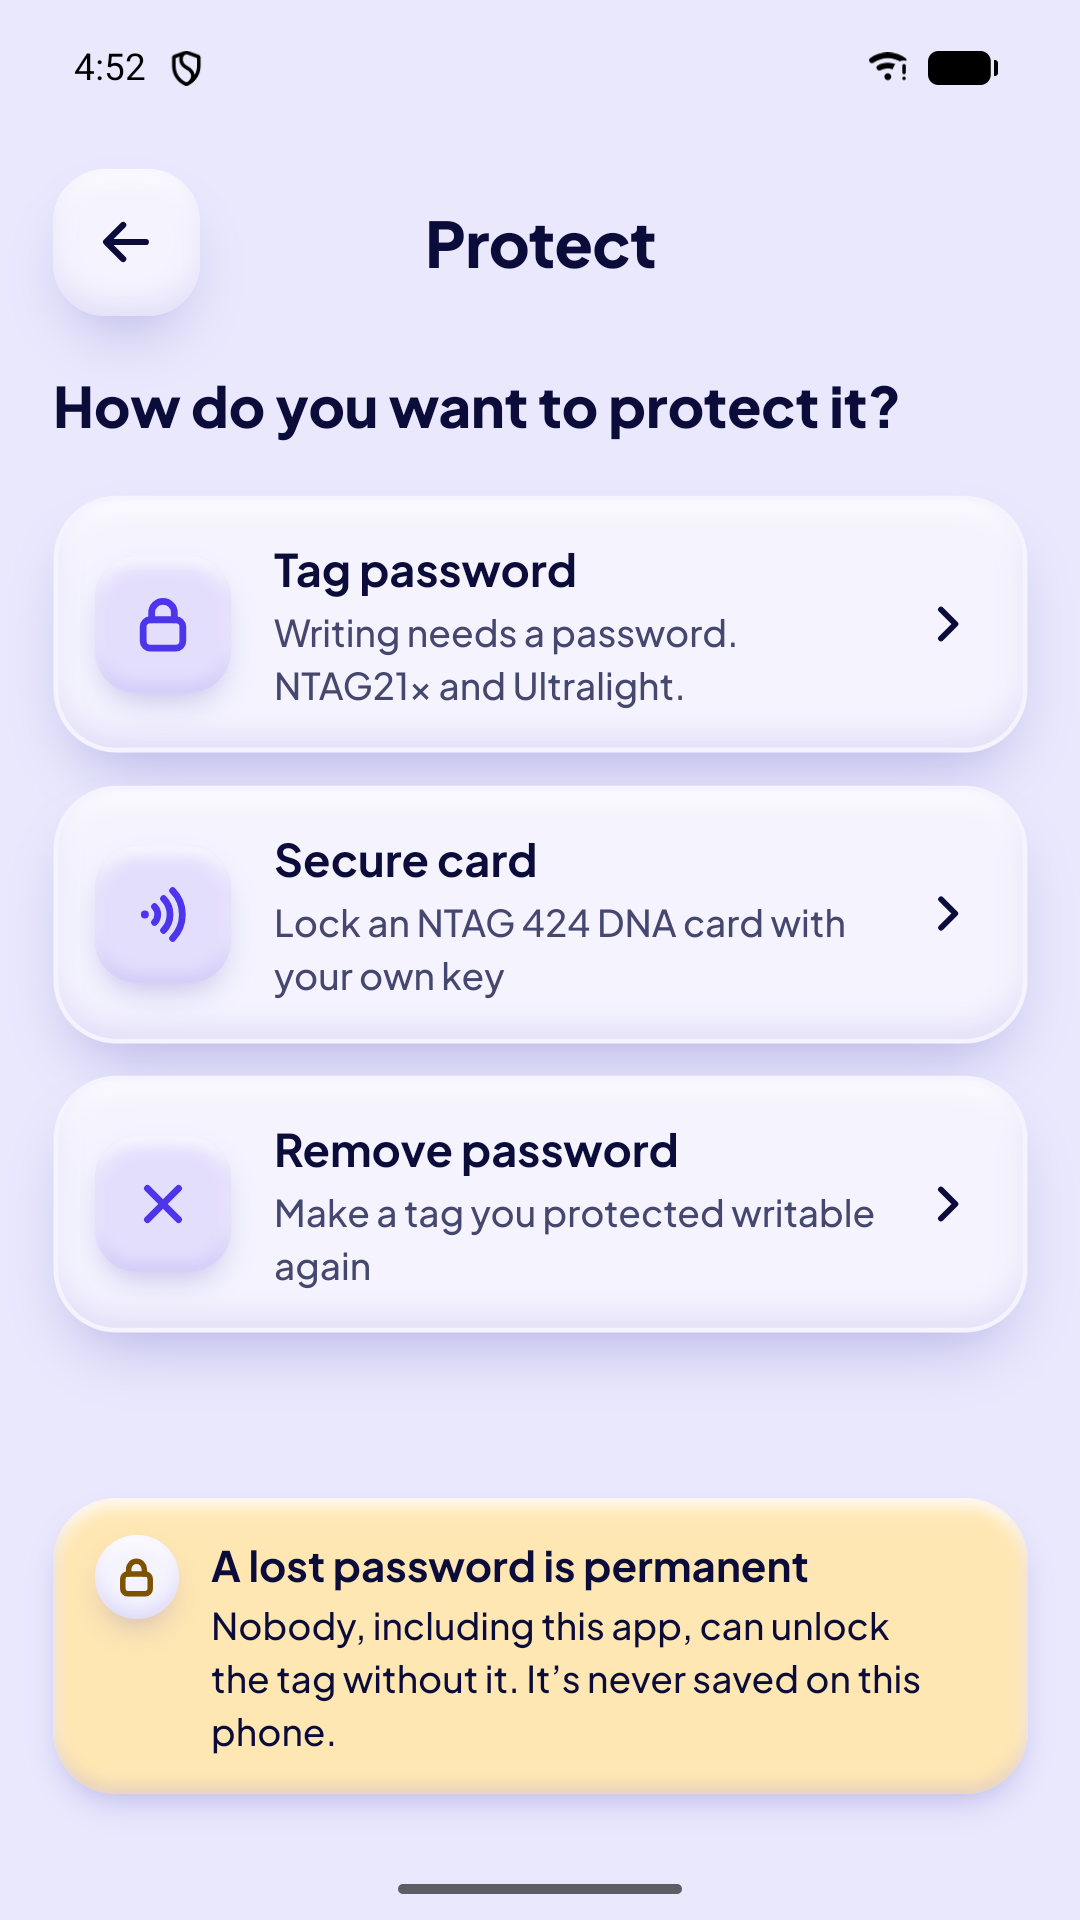 4:52
Protect
How do you want to protect it?
Tag password
Writing needs a password.
NTAG21× and Ultralight.
Secure card
Lock an NTAG 424 DNA card with
your own key
Remove password
Make a tag you protected writable
again
A lost password is permanent
Nobody, including this app, can unlock
the tag without it. It’s never saved on this
phone.